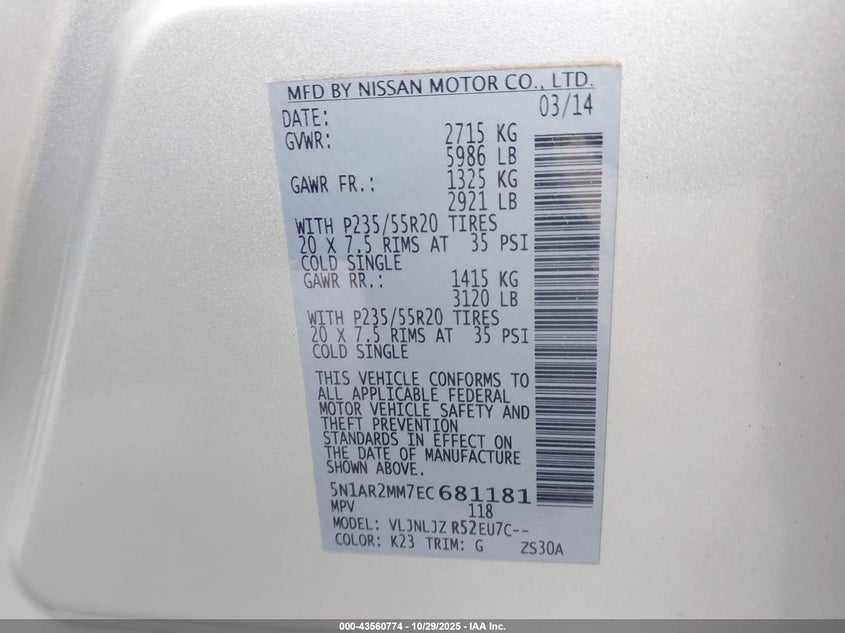 MFD BY NISSAN MOTOR CO., LTD.
DATE: 03/14
GVWR: 2715 KG
5986 LB
GAWR FR.: 1325 KG
2921 LB
WITH P235/55R20 TIRES
20 X 7.5 RIMS AT 35 PSI
COLD SINGLE
GAWR RR.: 1415 KG
3120 LB
WITH P235/55R20 TIRES
20 X 7.5 RIMS AT 35 PSI
COLD SINGLE
THIS VEHICLE CONFORMS TO
ALL APPLICABLE FEDERAL
MOTOR VEHICLE SAFETY AND
THEFT PREVENTION
STANDARDS IN EFFECT ON
THE DATE OF MANUFACTURE
SHOWN ABOVE.
5N1AR2MM7EC681181
MPV 118
MODEL: VLJNLJZ R52EU7C--
COLOR: K23 TRIM: G ZS30A
000-43560774 | 10/29/2025 - IAA Inc.